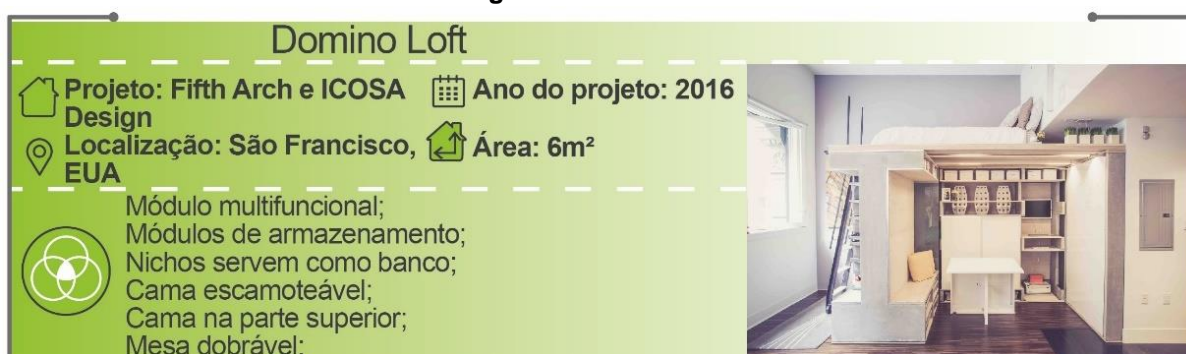 Domino Loft
Projeto: Fifth Arch e ICOSA Design
Ano do projeto: 2016
Localização: São Francisco, EUA
Área: 6m²
Módulo multifuncional;
Módulos de armazenamento;
Nichos servem como banco;
Cama escamoteável;
Cama na parte superior;
Mesa dobrável;